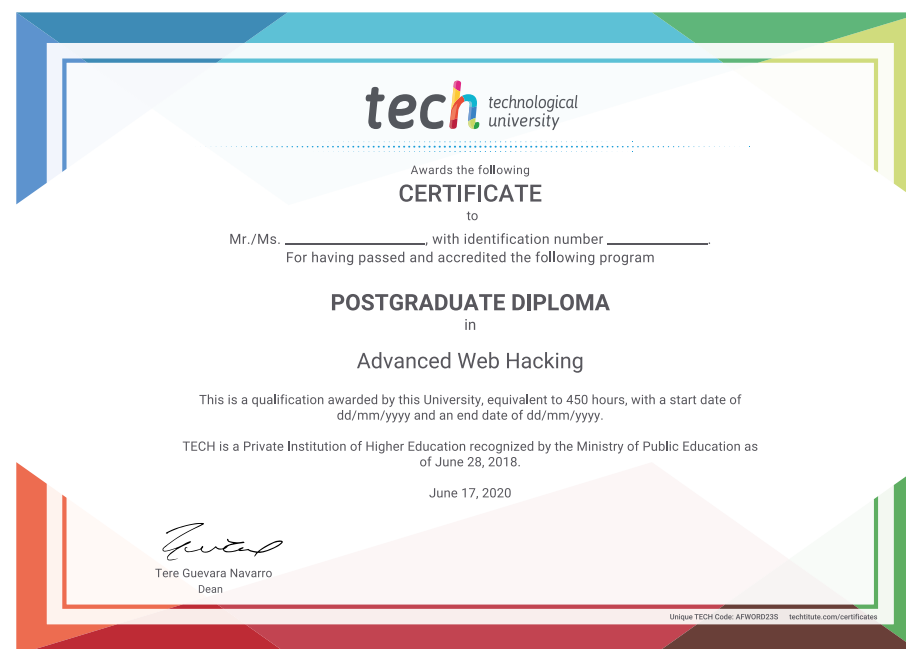 tech technological
university
Awards the following
CERTIFICATE
to
Mr./Ms. ____________________, with identification number ______________.
For having passed and accredited the following program
POSTGRADUATE DIPLOMA
in
Advanced Web Hacking
This is a qualification awarded by this University, equivalent to 450 hours, with a start date of
dd/mm/yyyy and an end date of dd/mm/yyyy.
TECH is a Private Institution of Higher Education recognized by the Ministry of Public Education as
of June 28, 2018.
June 17, 2020
Tere Guevara Navarro
Dean
Unique TECH Code: AFWORD23S techtitute.com/certificates